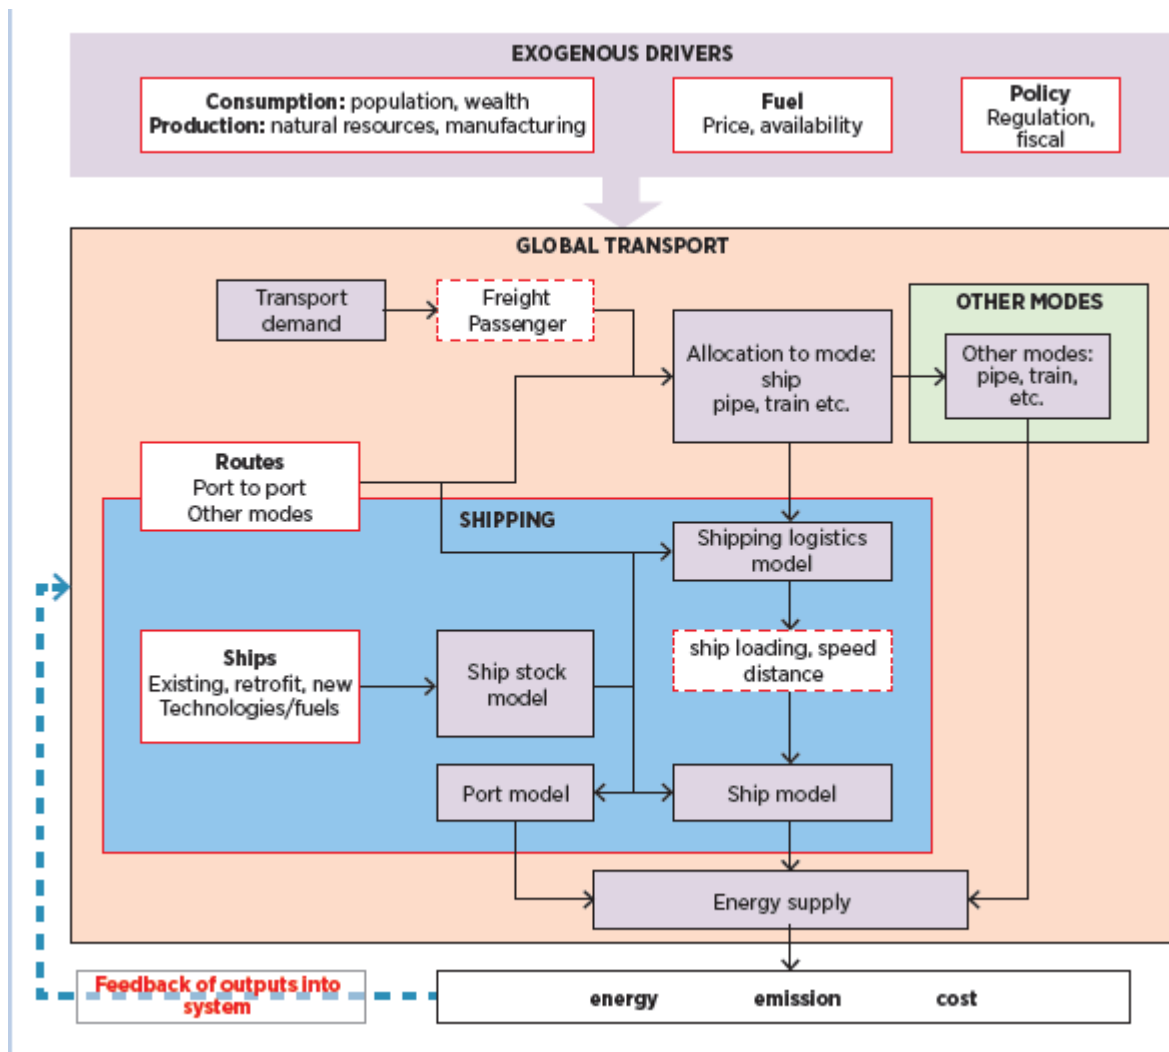 EXOGENOUS DRIVERS
Consumption: population, wealth
Production: natural resources, manufacturing
Fuel
Price, availability
Policy
Regulation,
fiscal
GLOBAL TRANSPORT
Transport
demand
Freight
Passenger
Allocation to mode:
ship
pipe, train etc.
OTHER MODES
Other modes:
pipe, train,
etc.
Routes
Port to port
Other modes
SHIPPING
Shipping logistics
model
Ships
Existing, retrofit, new
Technologies/fuels
Ship stock
model
ship loading, speed
distance
Port model
Ship model
Energy supply
Feedback of outputs into
system
energy emission cost